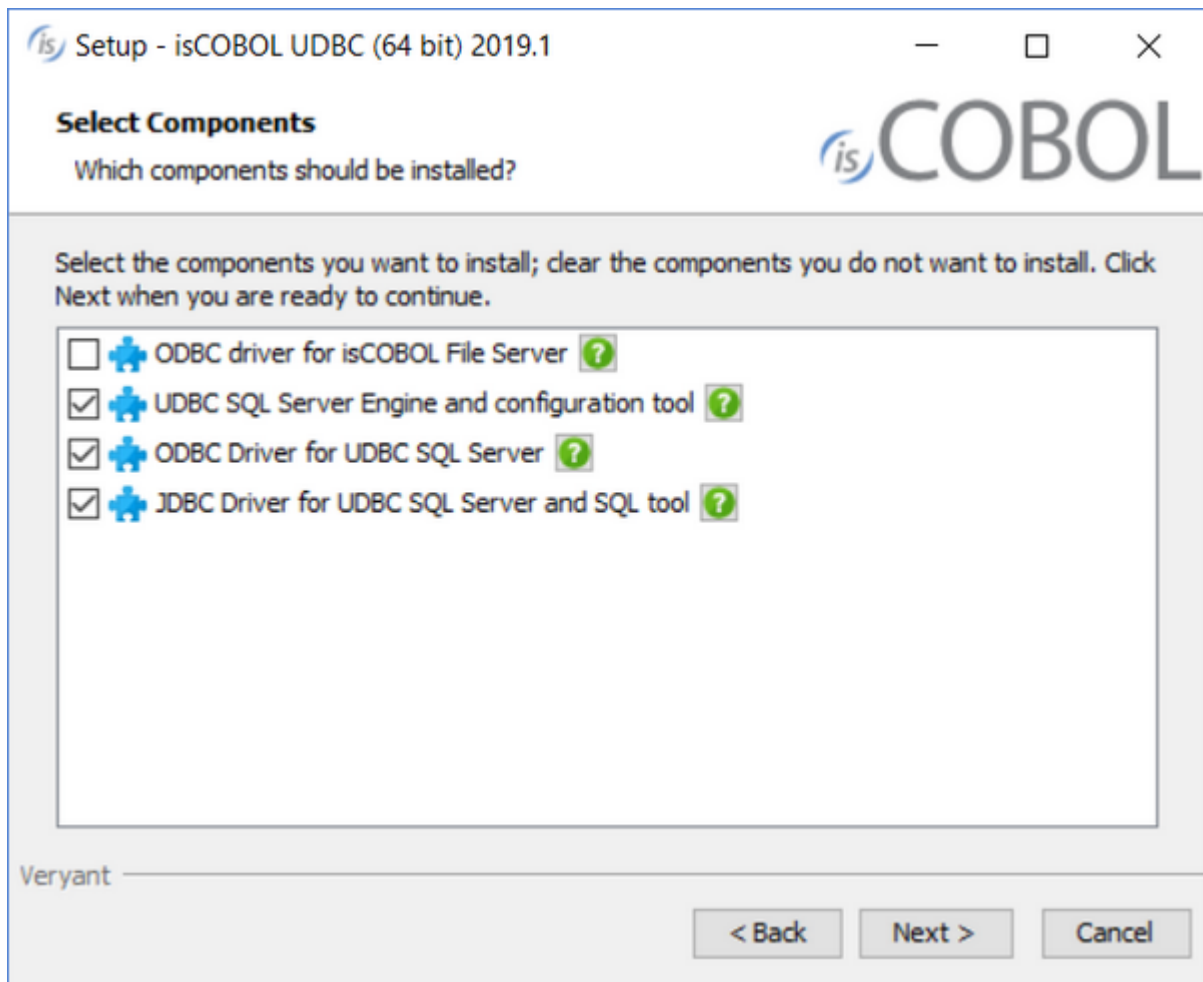 is Setup - isCOBOL UDBC (64 bit) 2019.1
Select Components
Which components should be installed?
isCOBOL
Select the components you want to install; clear the components you do not want to install. Click
Next when you are ready to continue.
ODBC driver for isCOBOL File Server ?
UDBC SQL Server Engine and configuration tool ?
ODBC Driver for UDBC SQL Server ?
JDBC Driver for UDBC SQL Server and SQL tool ?
Veryant
< Back Next > Cancel